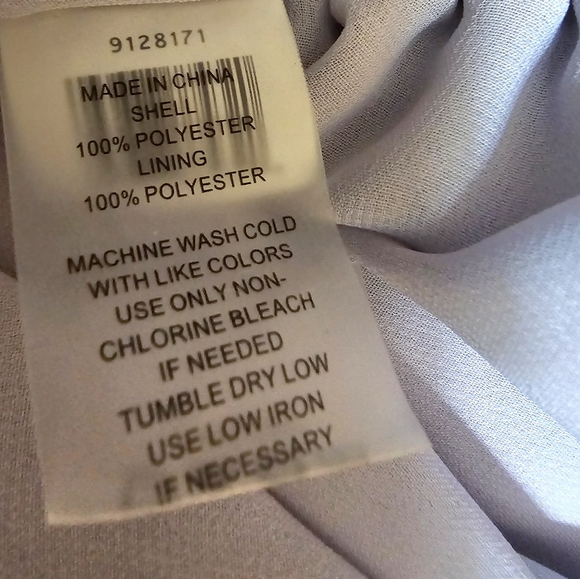 9128171
MADE IN CHINA
SHELL
100% POLYESTER
LINING
100% POLYESTER
MACHINE WASH COLD
WITH LIKE COLORS
USE ONLY NON-
CHLORINE BLEACH
IF NEEDED
TUMBLE DRY LOW
USE LOW IRON
IF NECESSARY